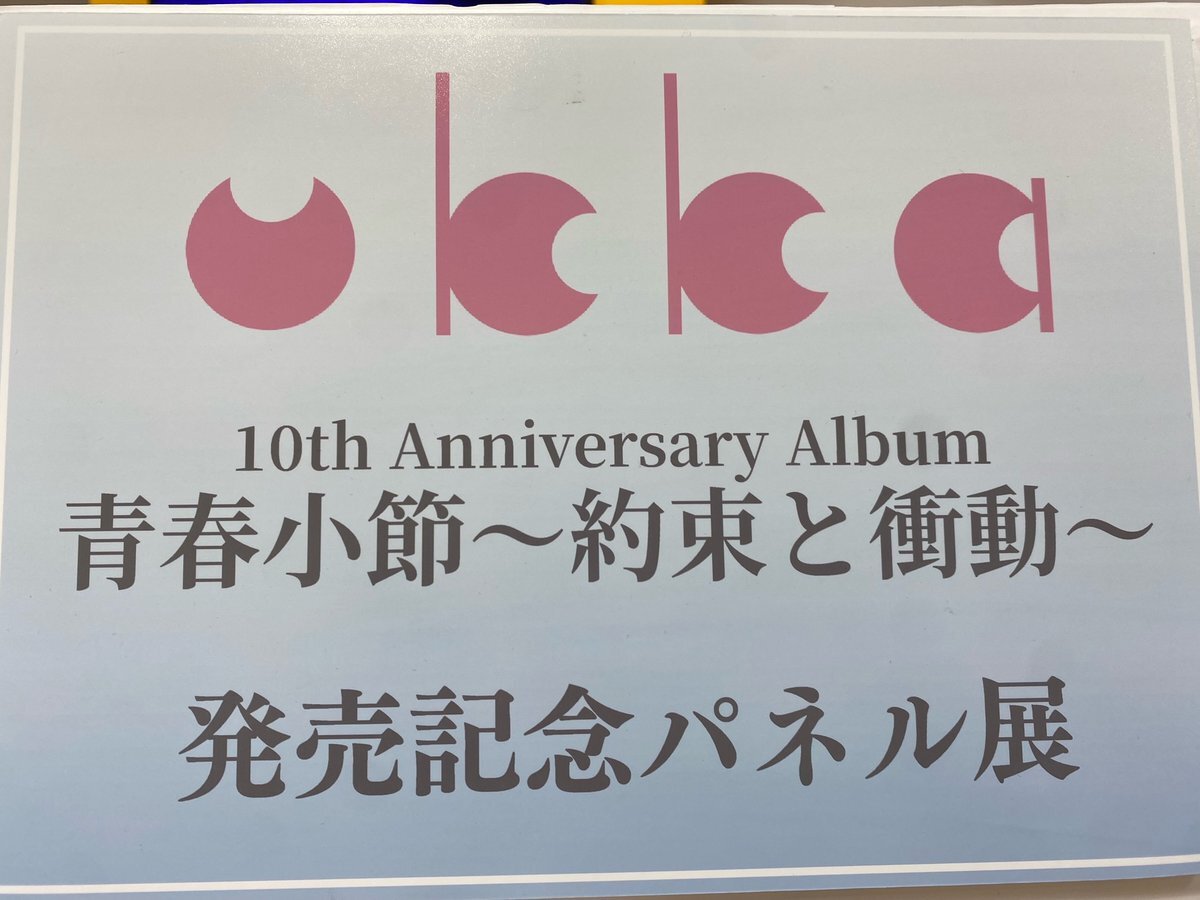 ukka
10th Anniversary Album
青春小節～約束と衝動～
発売記念パネル展